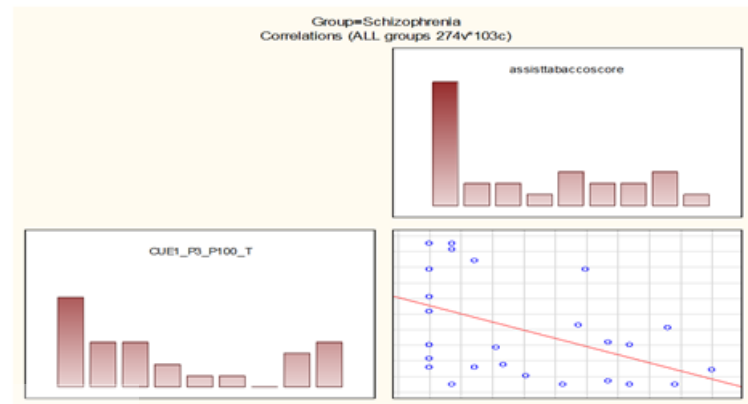 Group=Schizophrenia
Correlations (ALL groups 274v*103c)
assisttabaccoscore
CUE1_P3_P100_T